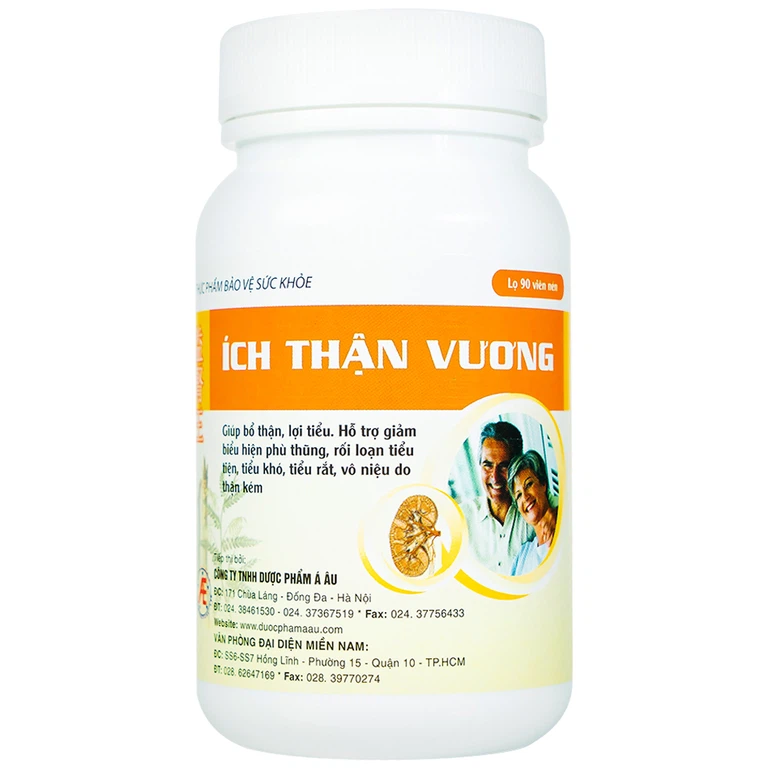 PHẨM BẢO VỆ SỨC KHỎE
Lọ 90 viên nén
ÍCH THẬN VƯƠNG
Giúp bổ thận, lợi tiểu. Hỗ trợ giảm
biểu hiện phù thũng, rối loạn tiểu
tiện, tiểu khó, tiểu rắt, vô niệu do
thận kém
Tiếp thị bởi:
CÔNG TY TNHH DƯỢC PHẨM Á ÂU
ĐC: 171 Chùa Láng - Đống Đa - Hà Nội
ĐT: 024. 38461530 - 024. 37367519 * Fax: 024. 37756433
Website: www.duocphamaau.com
VĂN PHÒNG ĐẠI DIỆN MIỀN NAM:
ĐC: SS6-SS7 Hồng Lĩnh - Phường 15 - Quận 10 - TP.HCM
ĐT: 028. 62647169 * Fax: 028. 39770274